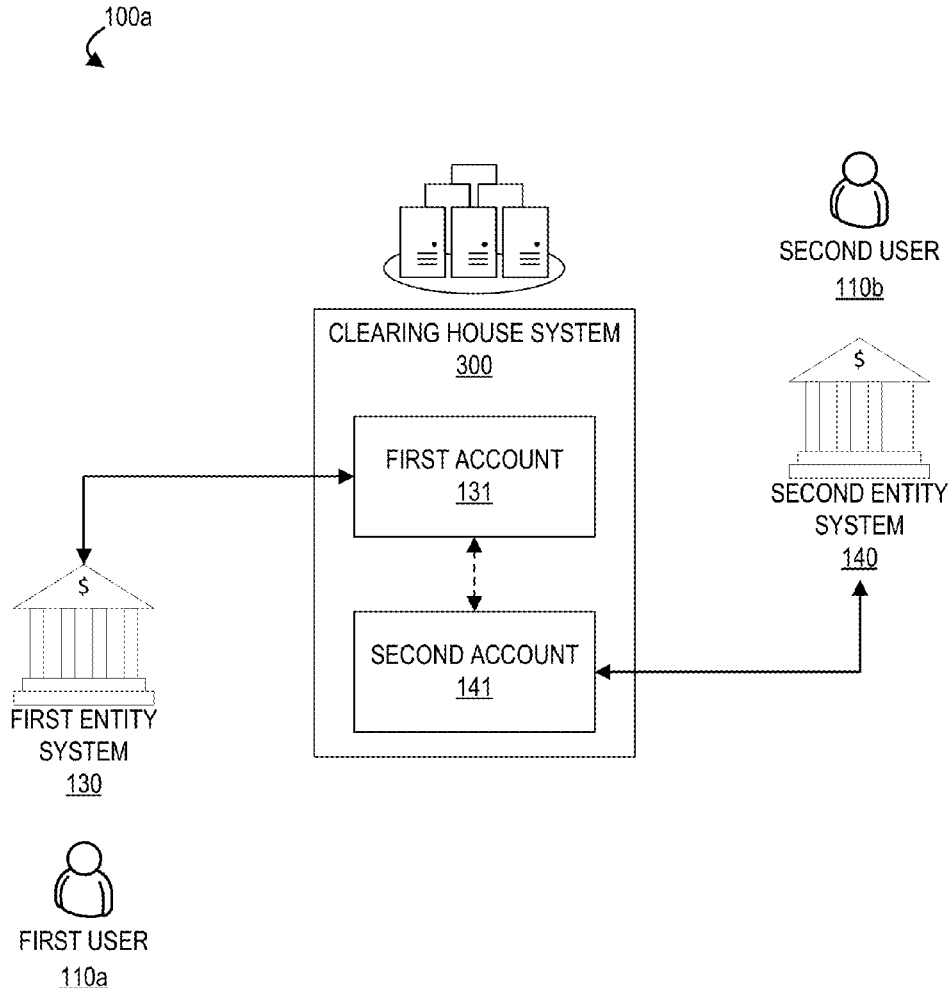 100a
SECOND USER
110b
CLEARING HOUSE SYSTEM
300
$
FIRST ACCOUNT
131
SECOND ENTITY
SYSTEM
140
$
SECOND ACCOUNT
141
FIRST ENTITY
SYSTEM
130
FIRST USER
110a